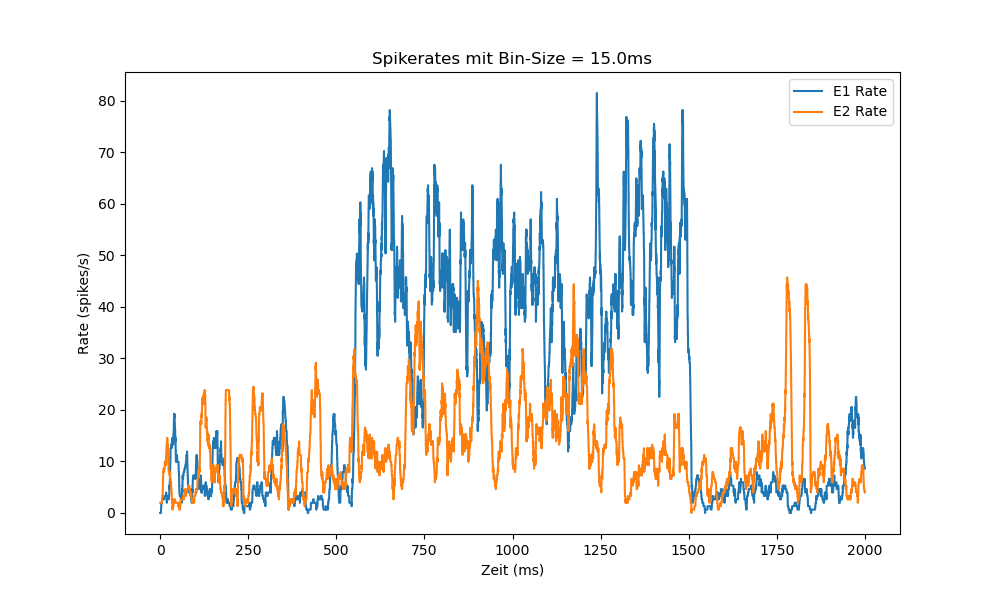 Spikerates mit Bin-Size = 15.0ms
E1 Rate
E2 Rate
80
70
60
50
40
30
20
10
0
Rate (spikes/s)
0 250 500 750 1000 1250 1500 1750 2000
Zeit (ms)